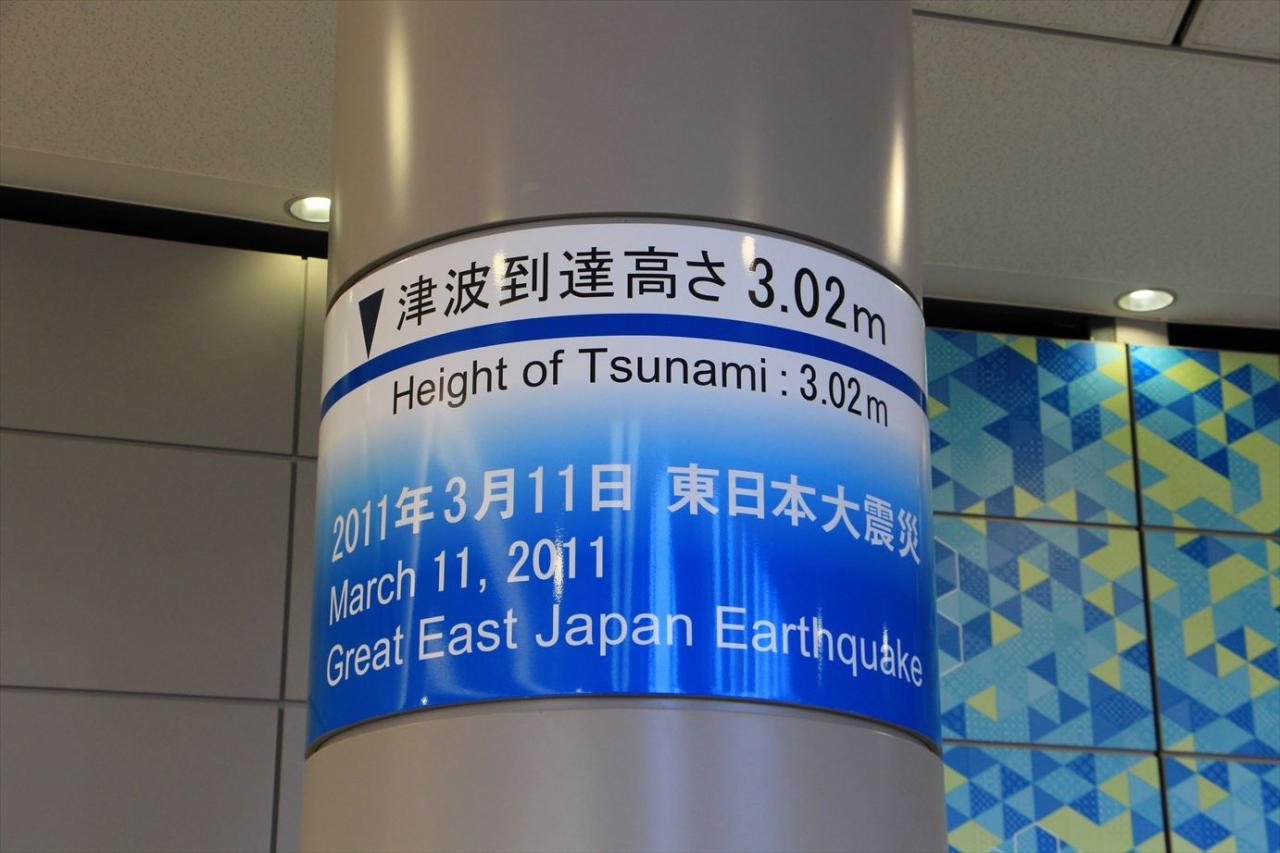 ▼津波到達高さ 3.02m
Height of Tsunami : 3.02m
2011年3月11日 東日本大震災
March 11, 2011
Great East Japan Earthquake